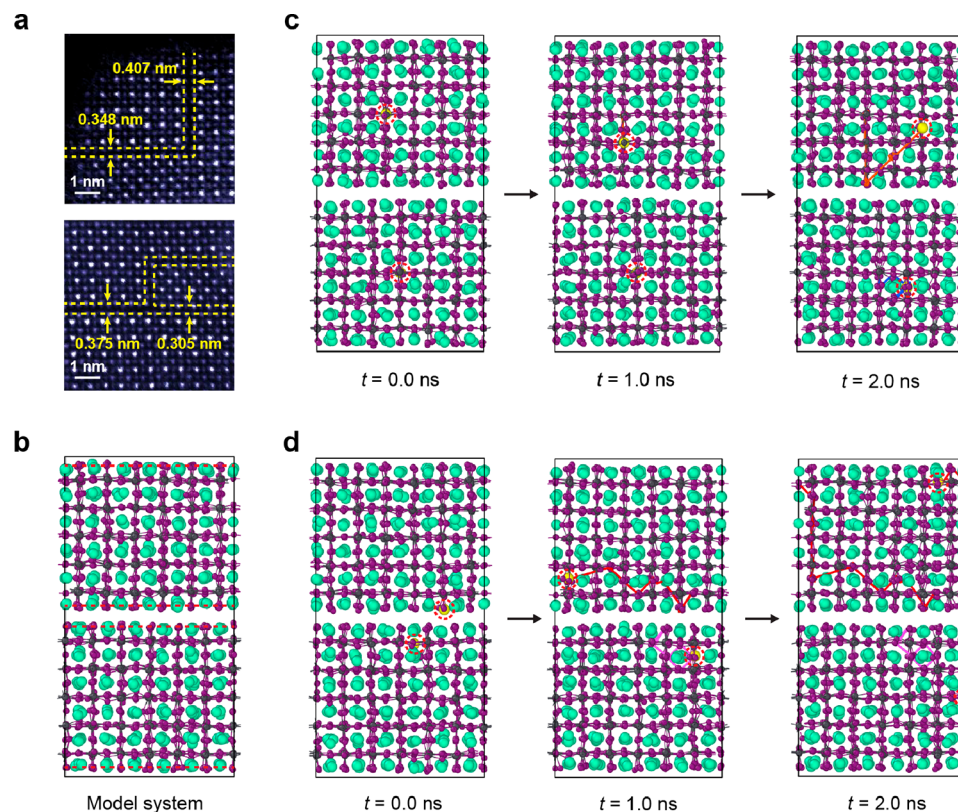 a
0.407 nm
0.348 nm
1 nm
0.375 nm
0.305 nm
1 nm
b
Model system
c
t = 0.0 ns
t = 1.0 ns
t = 2.0 ns
d
t = 0.0 ns
t = 1.0 ns
t = 2.0 ns